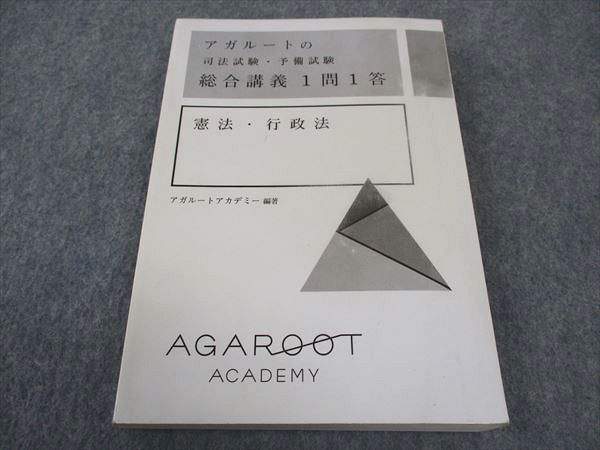 アガルートの
司法試験・予備試験
総合講義1問1答
憲法・行政法
アガルートアカデミー 編著
AGAROOT
ACADEMY